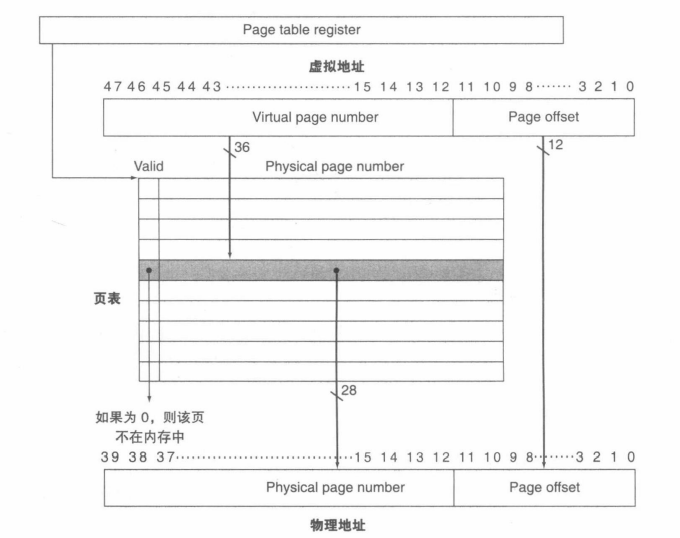 Page table register
虚拟地址
47 46 45 44 43 ······················· 15 14 13 12 11 10 9 8 ······· 3 2 1 0
Virtual page number Page offset
36 12
Valid Physical page number
页表
28
如果为 0，则该页
不在内存中
39 38 37 ································ 15 14 13 12 11 10 9 8 ········ 3 2 1 0
Physical page number Page offset
物理地址